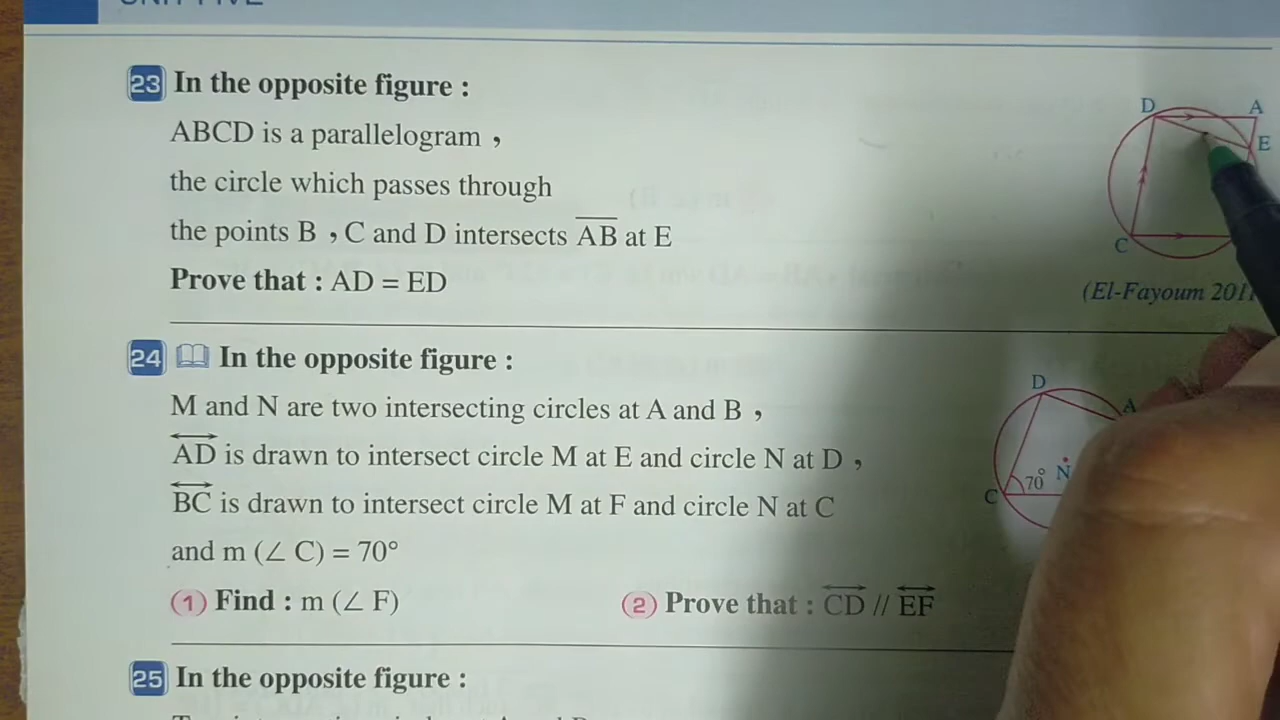 23 In the opposite figure :
ABCD is a parallelogram ,
the circle which passes through
the points B , C and D intersects AB at E
Prove that : AD = ED
D
A
E
C
(El-Fayoum
24 In the opposite figure :
M and N are two intersecting circles at A and B ,
AD is drawn to intersect circle M at E and circle N at D ,
BC is drawn to intersect circle M at F and circle N at C
and m (∠ C) = 70°
(1) Find : m (∠ F)
(2) Prove that : CD // EF
D
A
N
70°
C
25 In the opposite figure :